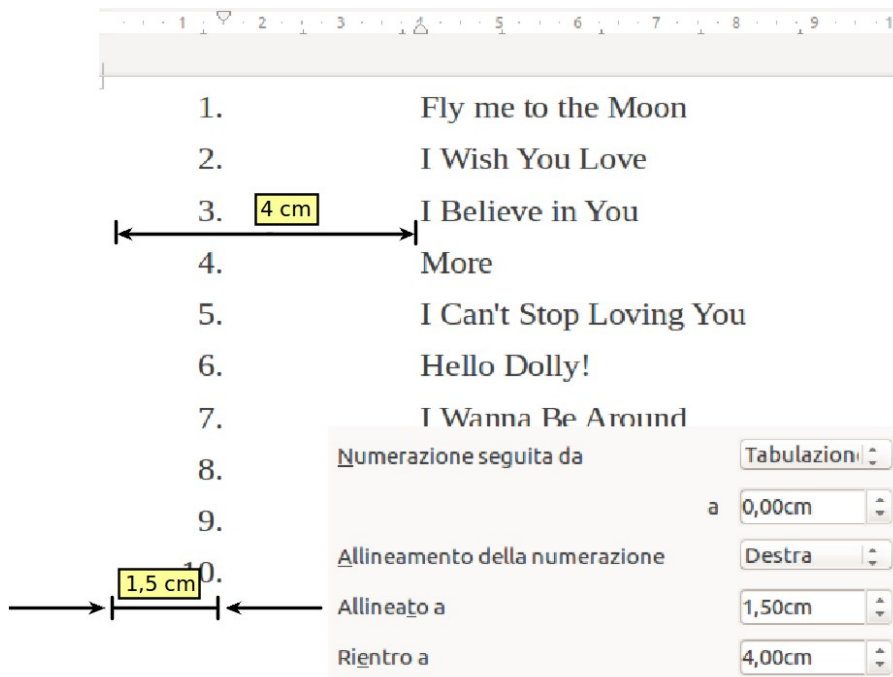 1 2 3 4 5 6 7 8 9 1
1. Fly me to the Moon
2. I Wish You Love
3. 4 cm I Believe in You
4. More
5. I Can't Stop Loving You
6. Hello Dolly!
7. I Wanna Be Around
8.
9.
10.
1,5 cm
Numerazione seguita da Tabulazion
a 0,00cm
Allineamento della numerazione Destra
Allineato a 1,50cm
Rientro a 4,00cm